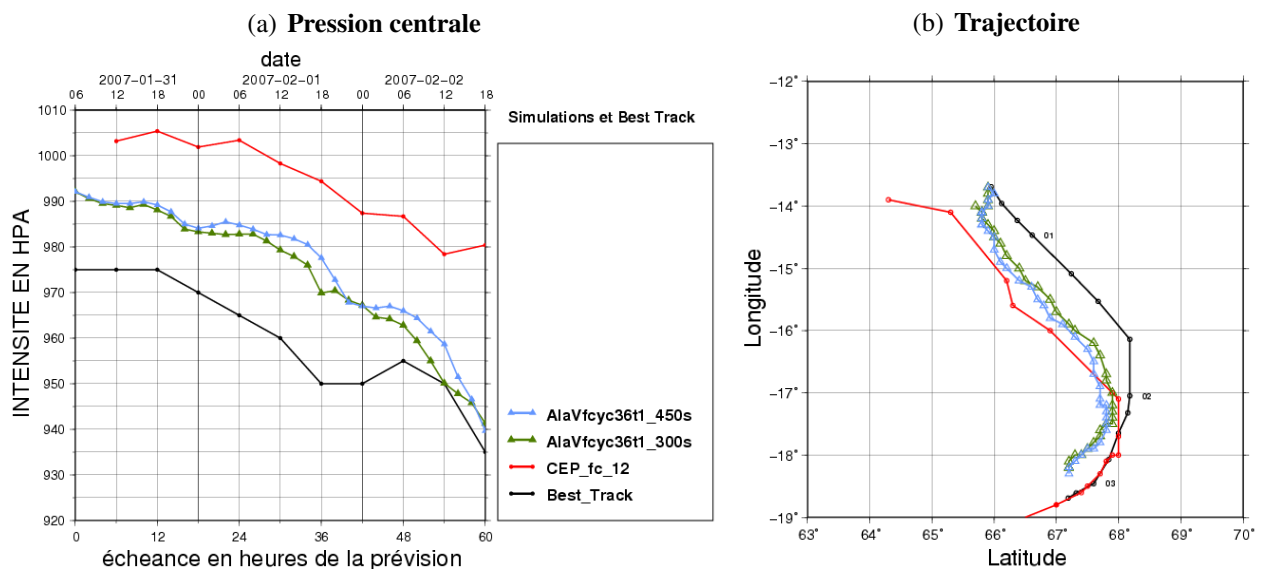 (a) Pression centrale
date
2007-01-31 2007-02-01 2007-02-02
06 12 18 00 06 12 18 00 06 12 18
1010
1000
990
980
970
960
950
940
930
920
INTENSITE EN HPA
0 12 24 36 48 60
écheance en heures de la prévision
Simulations et Best Track
AlaVfcyc36t1_450s
AlaVfcyc36t1_300s
CEP_fc_12
Best_Track
(b) Trajectoire
-12°
-13°
-14°
-15°
-16°
-17°
-18°
-19°
Longitude
01
02
03
63° 64° 65° 66° 67° 68° 69° 70°
Latitude